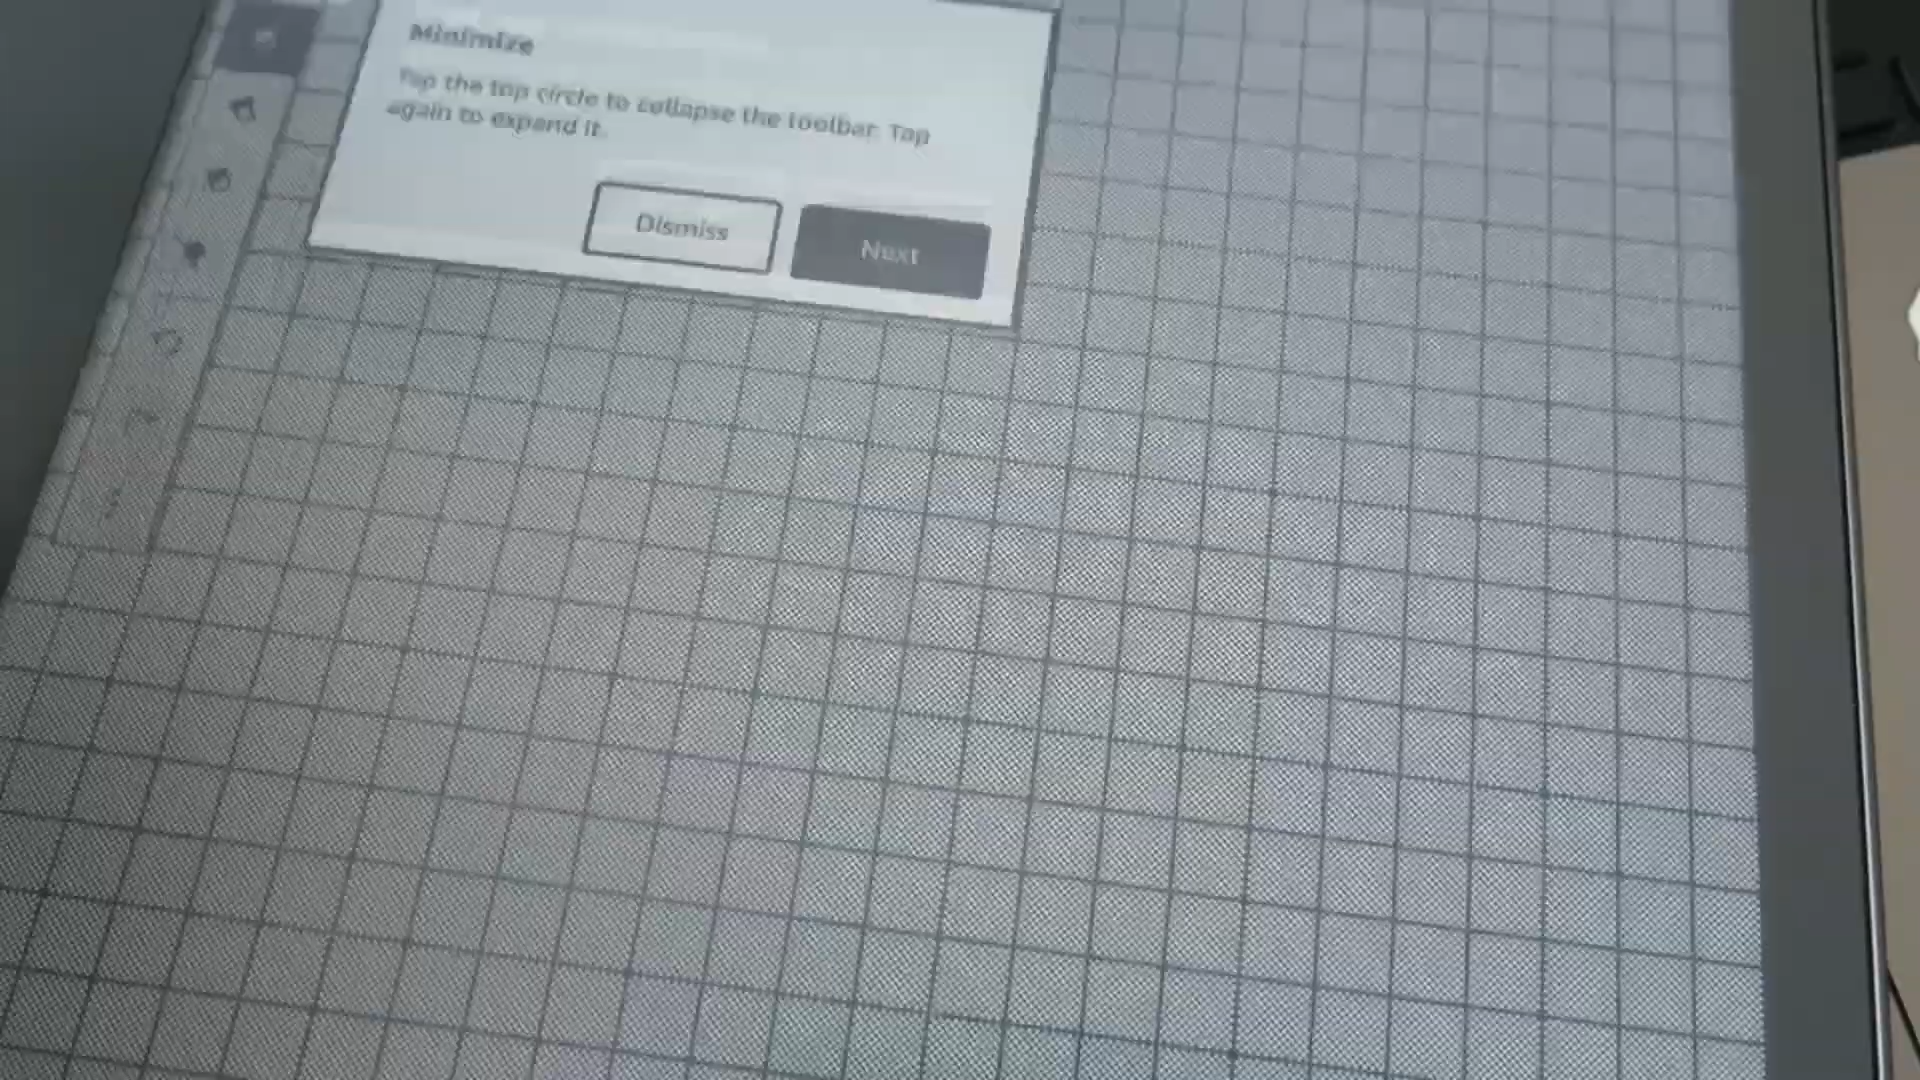 Minimize
Tap the top circle to collapse the toolbar. Tap
again to expand it.
Dismiss
Next